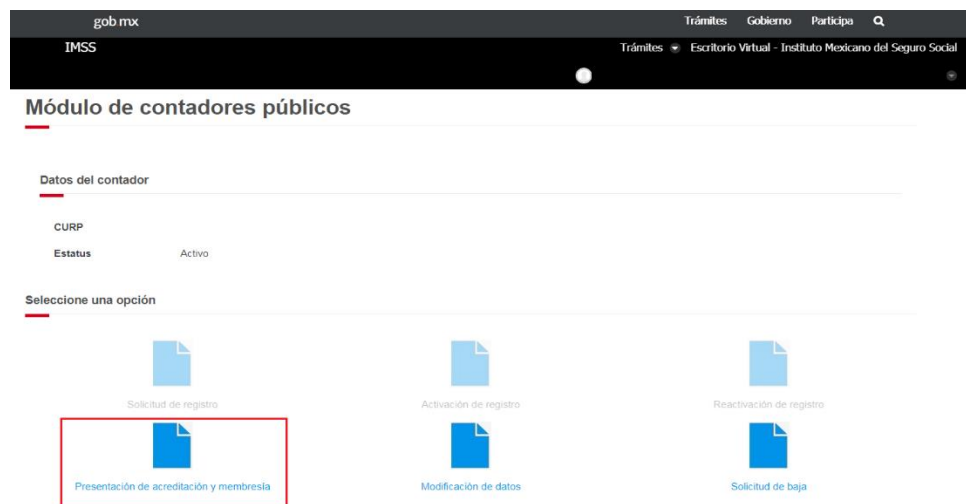 gob mx Trámites Gobierno Participa
IMSS Trámites Escritorio Virtual - Instituto Mexicano del Seguro Social
Módulo de contadores públicos
Datos del contador
CURP
Estatus Activo
Seleccione una opción
Solicitud de registro Activación de registro Reactivación de registro
Presentación de acreditación y membresía Modificación de datos Solicitud de baja